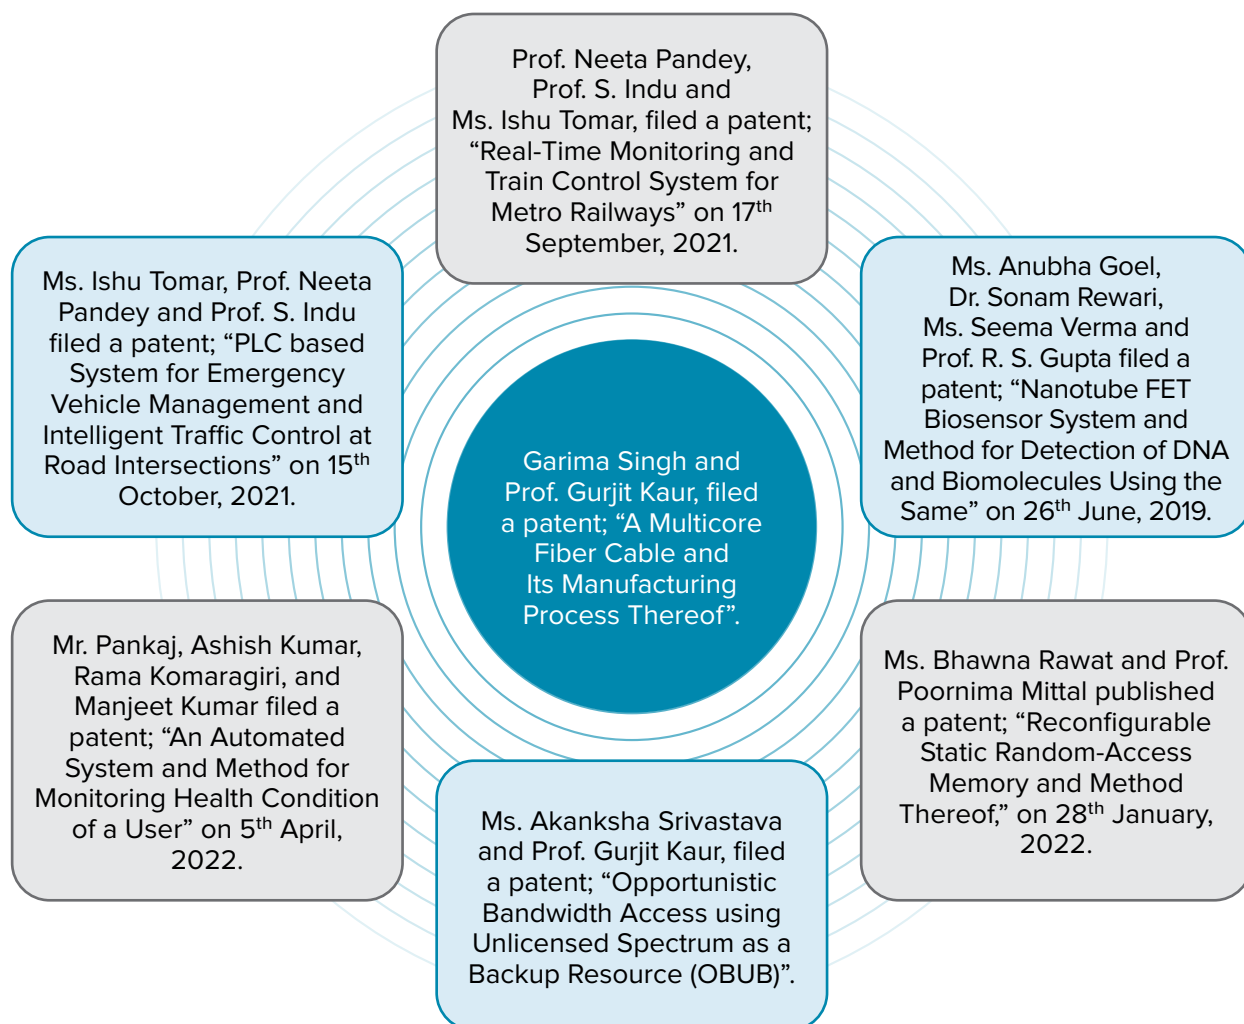 Prof. Neeta Pandey,
Prof. S. Indu and
Ms. Ishu Tomar, filed a patent;
“Real-Time Monitoring and
Train Control System for
Metro Railways” on 17th
September, 2021.
Ms. Ishu Tomar, Prof. Neeta
Pandey and Prof. S. Indu
filed a patent; “PLC based
System for Emergency
Vehicle Management and
Intelligent Traffic Control at
Road Intersections” on 15th
October, 2021.
Ms. Anubha Goel,
Dr. Sonam Rewari,
Ms. Seema Verma and
Prof. R. S. Gupta filed a
patent; “Nanotube FET
Biosensor System and
Method for Detection of DNA
and Biomolecules Using the
Same” on 26th June, 2019.
Garima Singh and
Prof. Gurjit Kaur, filed
a patent; “A Multicore
Fiber Cable and
Its Manufacturing
Process Thereof”.
Mr. Pankaj, Ashish Kumar,
Rama Komaragiri, and
Manjeet Kumar filed a
patent; “An Automated
System and Method for
Monitoring Health Condition
of a User” on 5th April,
2022.
Ms. Bhawna Rawat and Prof.
Poornima Mittal published
a patent; “Reconfigurable
Static Random-Access
Memory and Method
Thereof,” on 28th January,
2022.
Ms. Akanksha Srivastava
and Prof. Gurjit Kaur, filed
a patent; “Opportunistic
Bandwidth Access using
Unlicensed Spectrum as a
Backup Resource (OBUB)”.